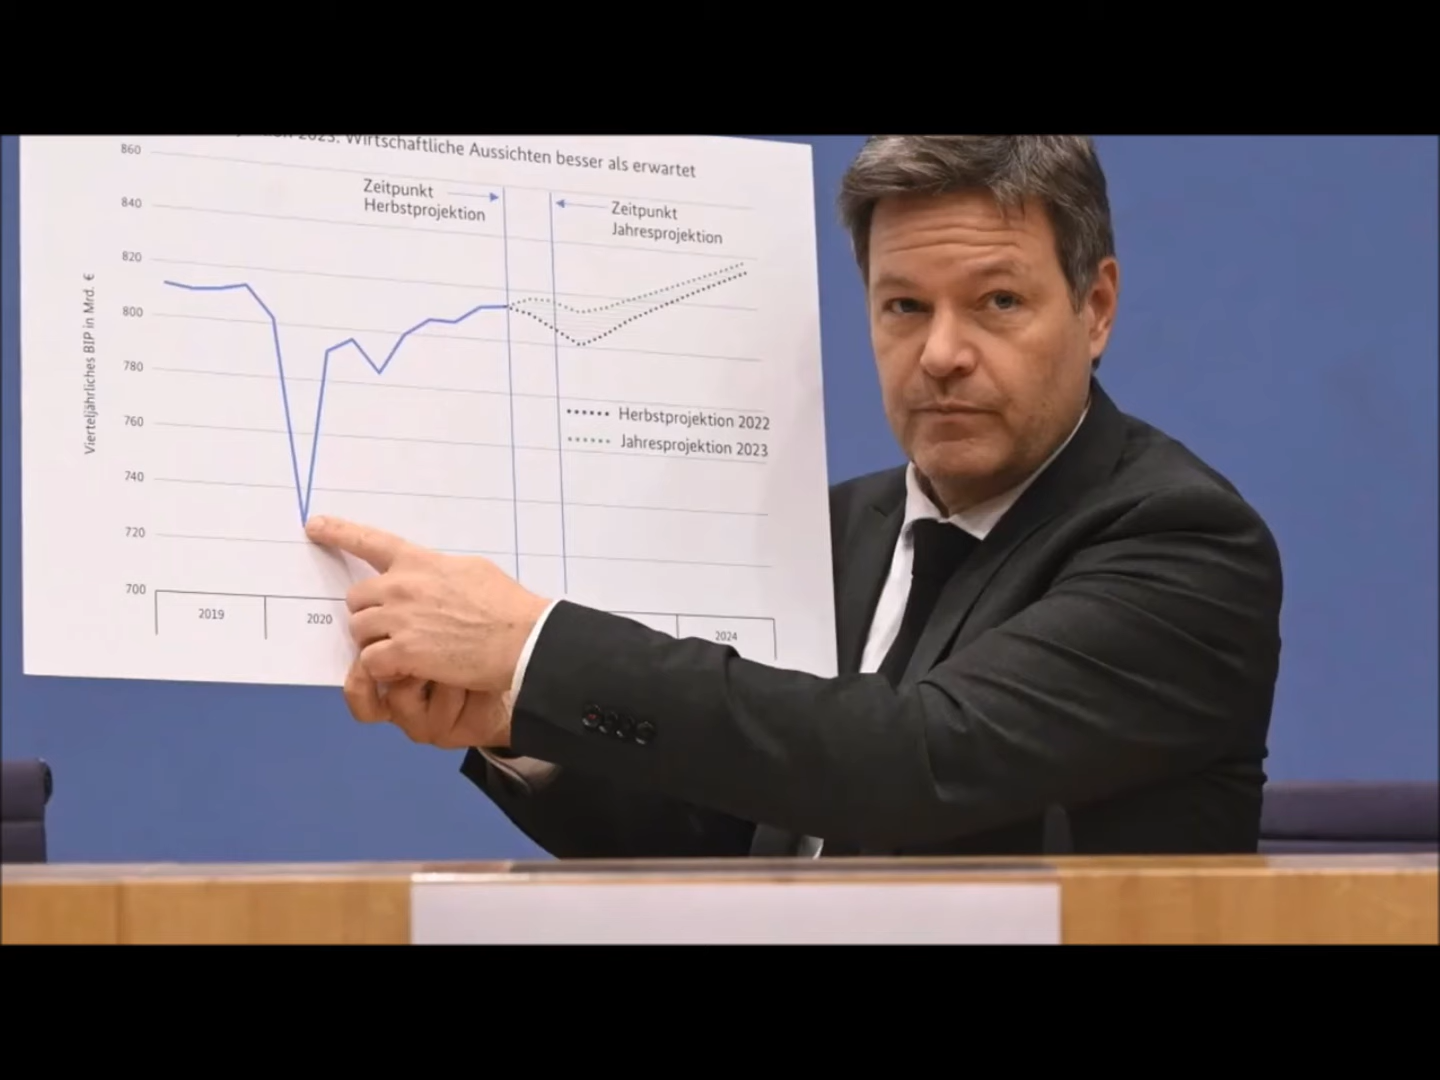 2023: Wirtschaftliche Aussichten besser als erwartet
860
840
820
800
780
760
740
720
700
Vierteljährliches BIP in Mrd. €
Zeitpunkt
Herbstprojektion
Zeitpunkt
Jahresprojektion
Herbstprojektion 2022
Jahresprojektion 2023
2019
2020
2024